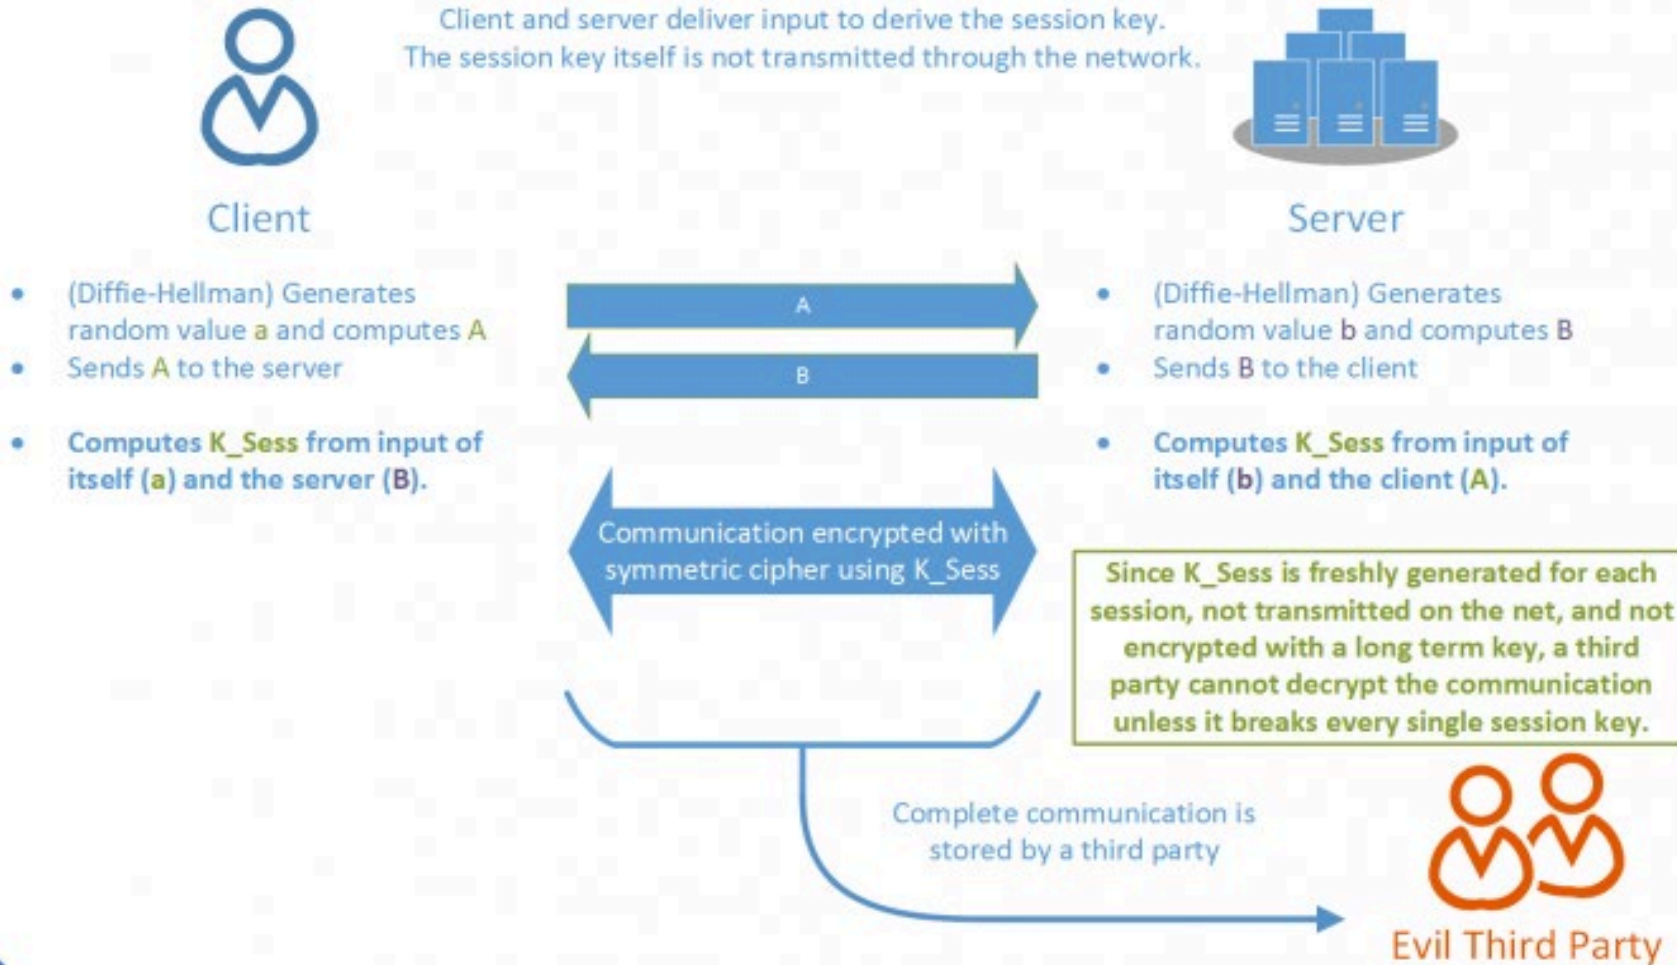 Client and server deliver input to derive the session key.
The session key itself is not transmitted through the network.
Client
Server
• (Diffie-Hellman) Generates
random value a and computes A
• Sends A to the server
• Computes K_Sess from input of
itself (a) and the server (B).
A
B
• (Diffie-Hellman) Generates
random value b and computes B
• Sends B to the client
• Computes K_Sess from input of
itself (b) and the client (A).
Communication encrypted with
symmetric cipher using K_Sess
Since K_Sess is freshly generated for each
session, not transmitted on the net, and not
encrypted with a long term key, a third
party cannot decrypt the communication
unless it breaks every single session key.
Complete communication is
stored by a third party
Evil Third Party